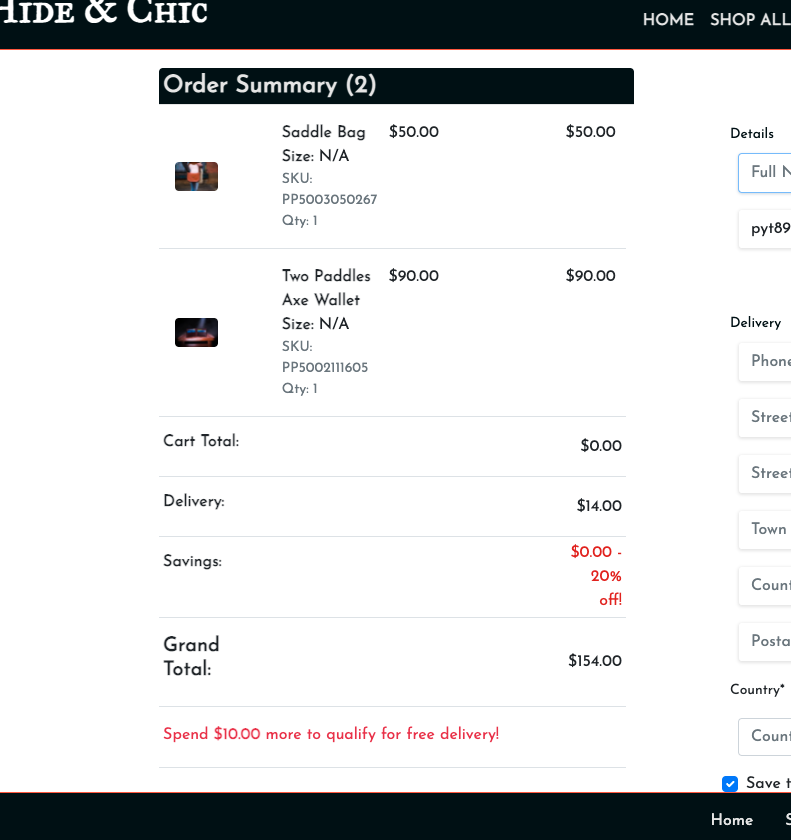 HIDE & CHIC
HOME SHOP ALL
Order Summary (2)
Saddle Bag $50.00 $50.00
Size: N/A
SKU:
PP5003050267
Qty: 1
Two Paddles $90.00 $90.00
Axe Wallet
Size: N/A
SKU:
PP5002111605
Qty: 1
Cart Total: $0.00
Delivery: $14.00
Savings: $0.00 -
20%
off!
Grand
Total: $154.00
Spend $10.00 more to qualify for free delivery!
Details
Full N
pyt89
Delivery
Phone
Street
Street
Town
Count
Posta
Country*
Count
Save t
Home S